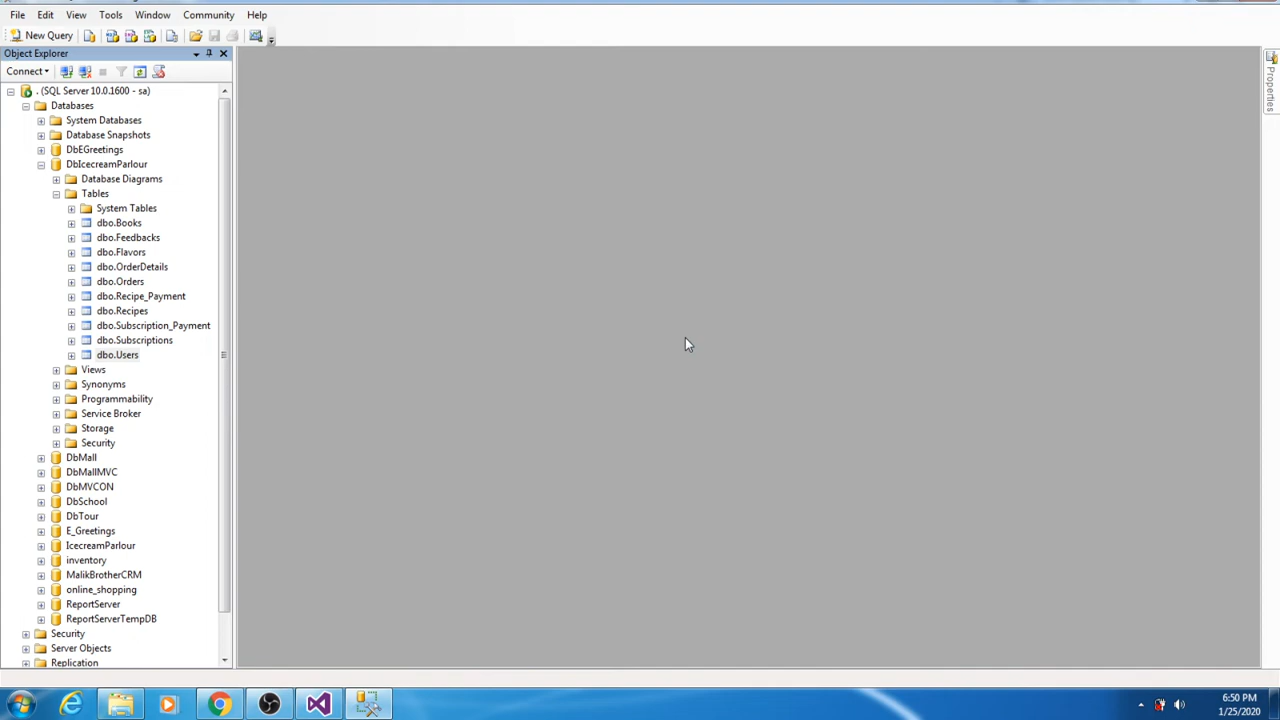 File Edit View Tools Window Community Help
New Query
Object Explorer
Connect
Properties
. (SQL Server 10.0.1600 - sa)
Databases
System Databases
Database Snapshots
DbEGreetings
DbIcecreamParlour
Database Diagrams
Tables
System Tables
dbo.Books
dbo.Feedbacks
dbo.Flavors
dbo.OrderDetails
dbo.Orders
dbo.Recipe_Payment
dbo.Recipes
dbo.Subscription_Payment
dbo.Subscriptions
dbo.Users
Views
Synonyms
Programmability
Service Broker
Storage
Security
DbMall
DbMallMVC
DbMVCON
DbSchool
DbTour
E_Greetings
IcecreamParlour
inventory
MalikBrotherCRM
online_shopping
ReportServer
ReportServerTempDB
Security
Server Objects
Replication
6:50 PM
1/25/2020